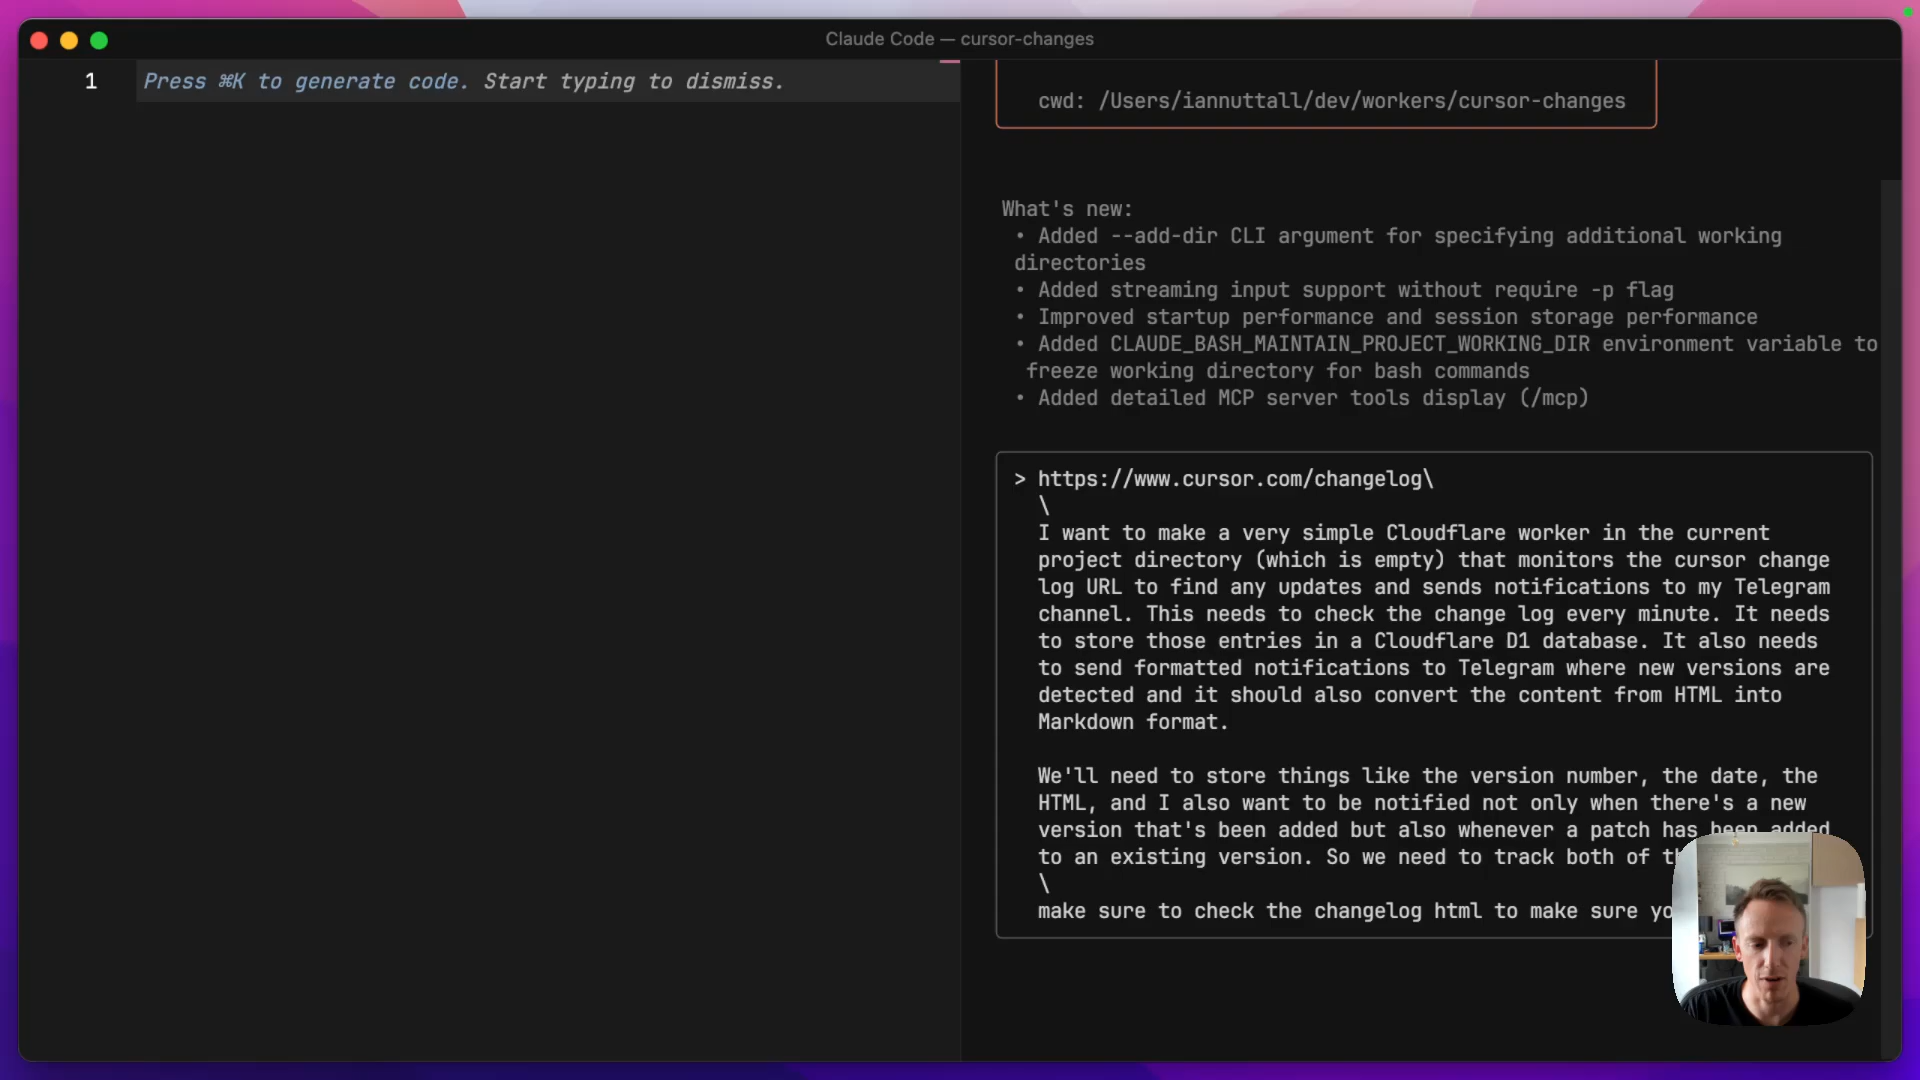 Claude Code — cursor-changes
1
Press ⌘K to generate code. Start typing to dismiss.
cwd: /Users/iannuttall/dev/workers/cursor-changes
What's new:
• Added --add-dir CLI argument for specifying additional working
directories
• Added streaming input support without require -p flag
• Improved startup performance and session storage performance
• Added CLAUDE_BASH_MAINTAIN_PROJECT_WORKING_DIR environment variable to
freeze working directory for bash commands
• Added detailed MCP server tools display (/mcp)
> https://www.cursor.com/changelog\
\
I want to make a very simple Cloudflare worker in the current
project directory (which is empty) that monitors the cursor change
log URL to find any updates and sends notifications to my Telegram
channel. This needs to check the change log every minute. It needs
to store those entries in a Cloudflare D1 database. It also needs
to send formatted notifications to Telegram where new versions are
detected and it should also convert the content from HTML into
Markdown format.
We'll need to store things like the version number, the date, the
HTML, and I also want to be notified not only when there's a new
version that's been added but also whenever a patch has been added
to an existing version. So we need to track both of
\
make sure to check the changelog html to make sure